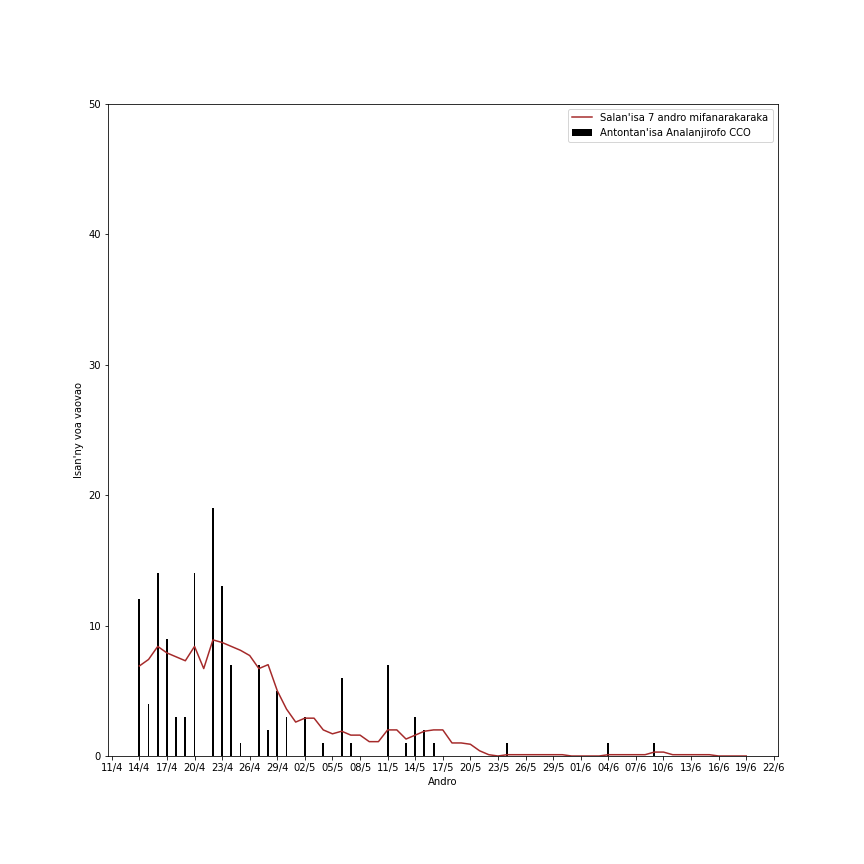 50
Salan'isa 7 andro mifanarakaraka
Antontan'isa Analanjirofo CCO
40
30
20
10
0
Isan'ny voa vaovao
11/4 14/4 17/4 20/4 23/4 26/4 29/4 02/5 05/5 08/5 11/5 14/5 17/5 20/5 23/5 26/5 29/5 01/6 04/6 07/6 10/6 13/6 16/6 19/6 22/6
Andro